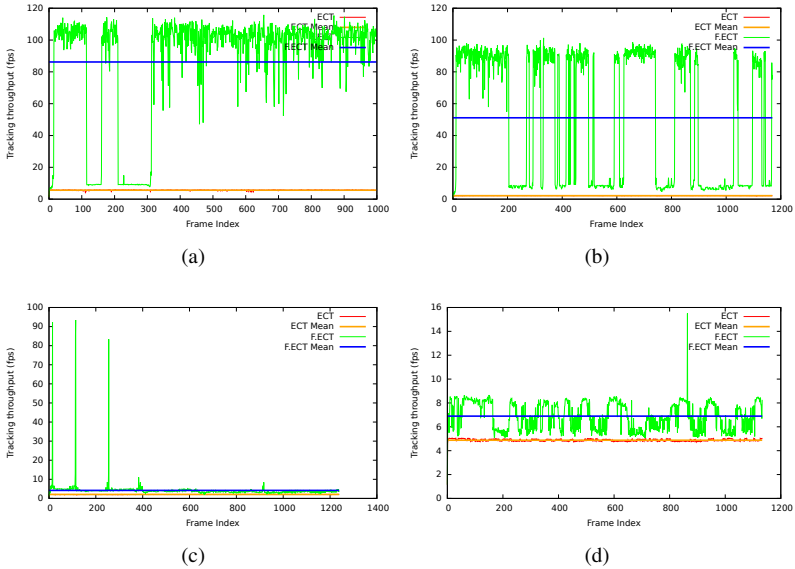 120
100
80
60
40
20
0
0 100 200 300 400 500 600 700 800 900 1000
Tracking throughput (fps)
Frame Index
ECT
ECT Mean
F.ECT Mean
(a)
120
100
80
60
40
20
0
0 200 400 600 800 1000 1200
Tracking throughput (fps)
Frame Index
ECT
ECT Mean
F.ECT
F.ECT Mean
(b)
100
90
80
70
60
50
40
30
20
10
0
0 200 400 600 800 1000 1200 1400
Tracking throughput (fps)
Frame Index
ECT
ECT Mean
F.ECT
F.ECT Mean
(c)
16
14
12
10
8
6
4
2
0
0 200 400 600 800 1000 1200
Tracking throughput (fps)
Frame Index
ECT
ECT Mean
F.ECT
F.ECT Mean
(d)